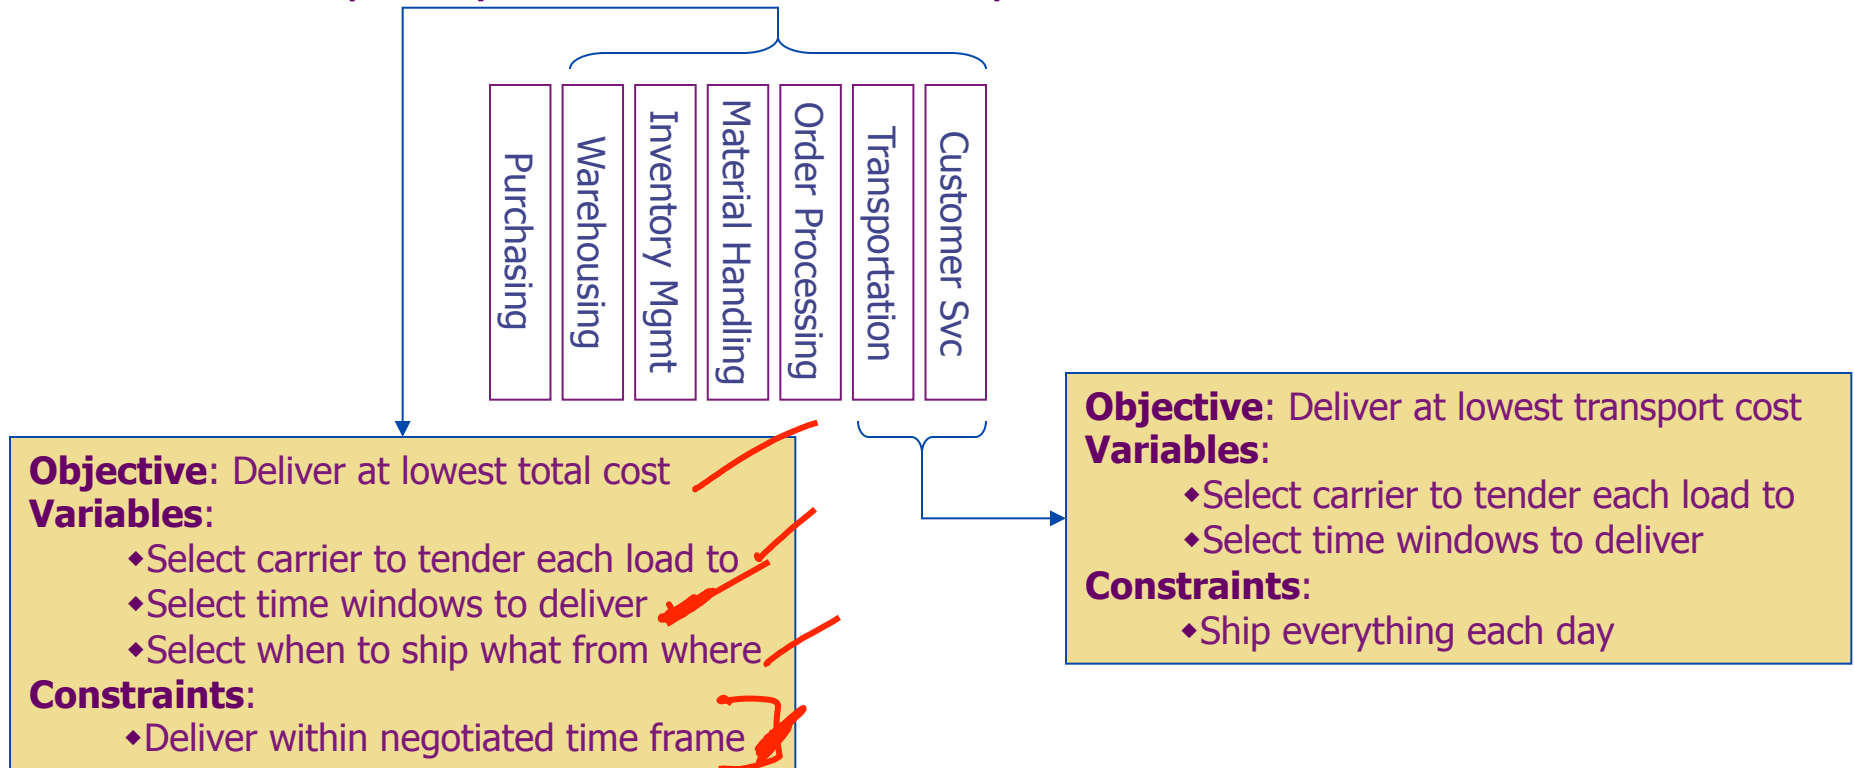 Purchasing
Warehousing
Inventory Mgmt
Material Handling
Order Processing
Transportation
Customer Svc
Objective: Deliver at lowest total cost
Variables:
◆Select carrier to tender each load to
◆Select time windows to deliver
◆Select when to ship what from where
Constraints:
◆Deliver within negotiated time frame
Objective: Deliver at lowest transport cost
Variables:
◆Select carrier to tender each load to
◆Select time windows to deliver
Constraints:
◆Ship everything each day